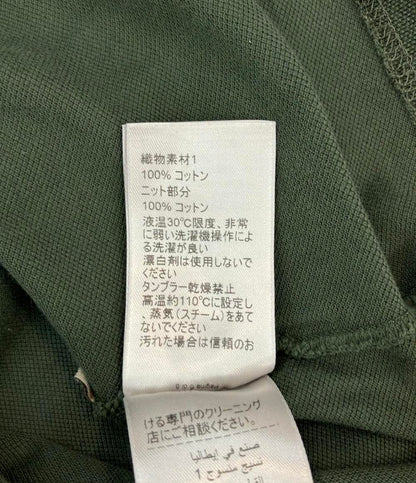 織物素材1
100% コットン
ニット部分
100% コットン
液温30℃限度、非常
に弱い洗濯機操作によ
る洗濯が良い
漂白剤は使用しないで
ください
タンブラー乾燥禁止
高温約110℃に設定し、
蒸気(スチーム)をあて
ないでください
汚れた場合は信頼のお
ける専門のクリーニング
店にご相談ください。
صنع في إيطاليا
نسيج منسوج 1